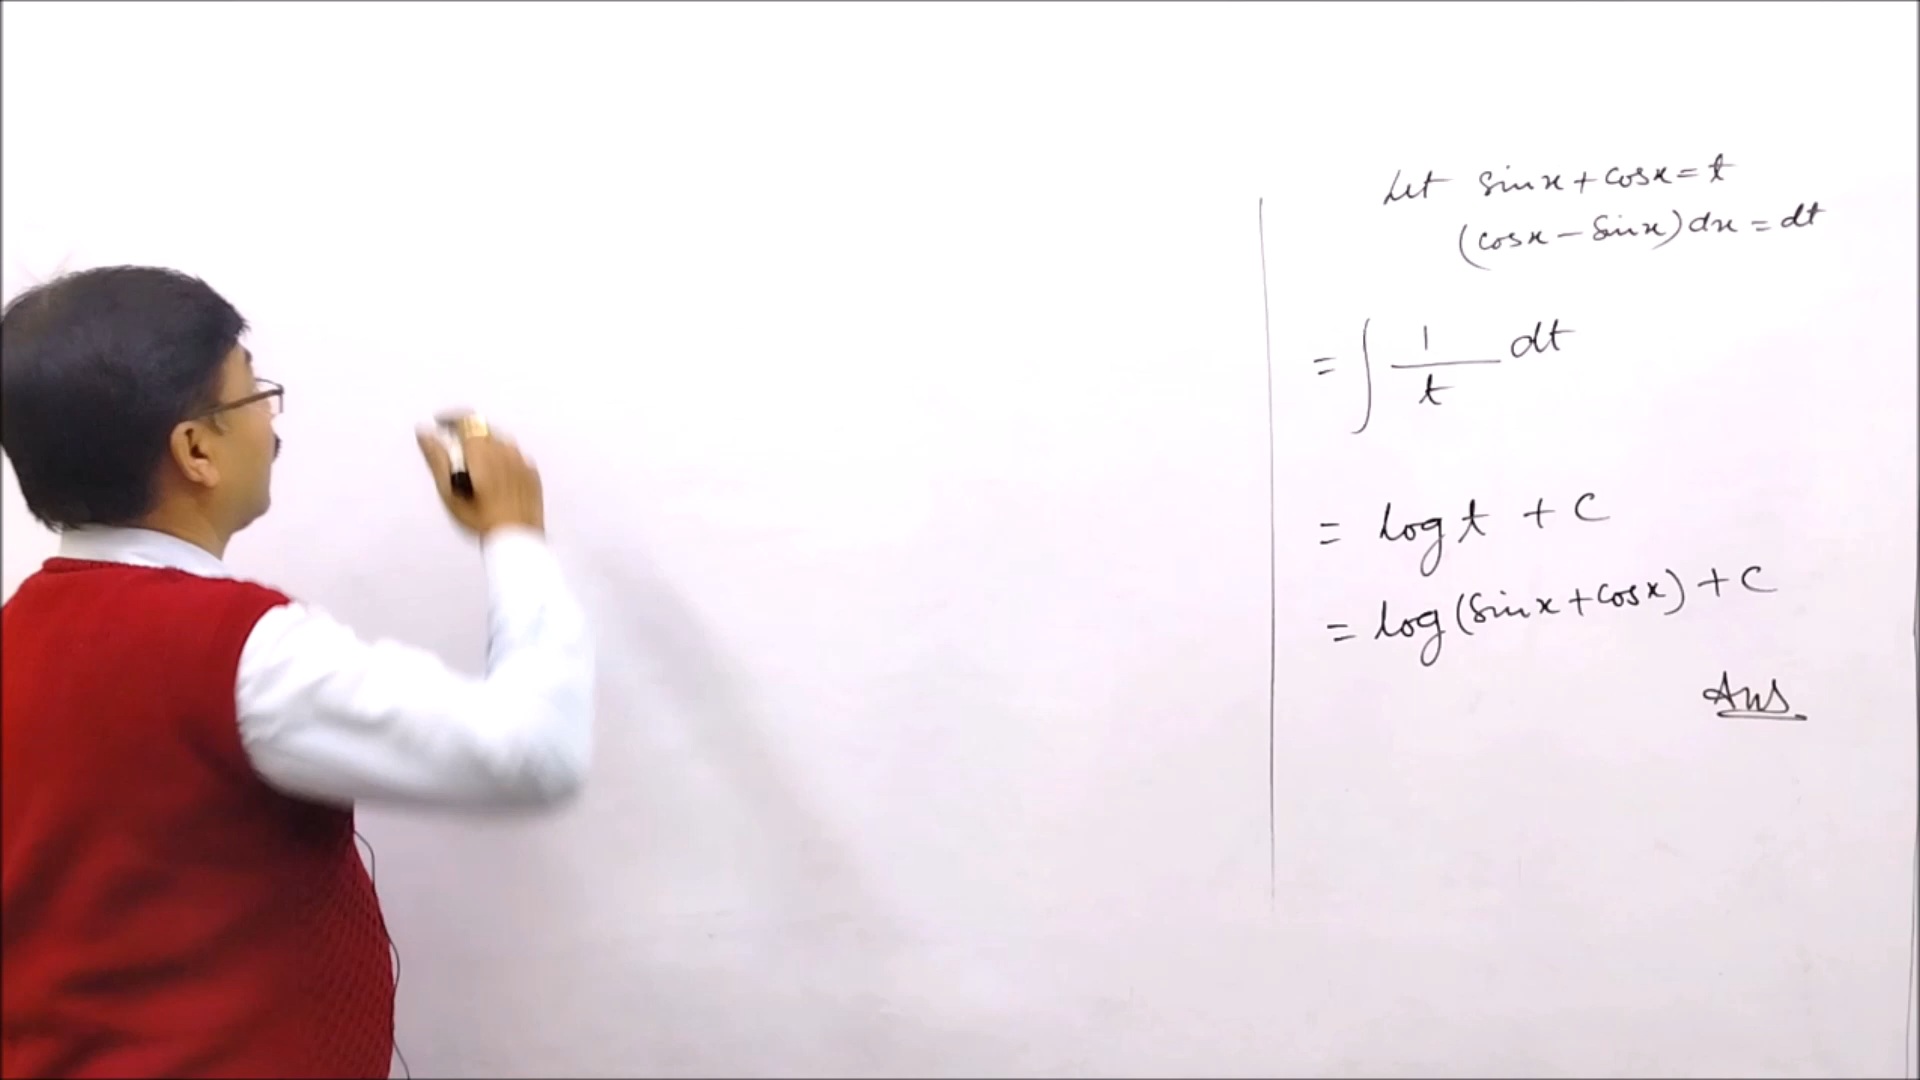 Let sinx + cosx = t
(cosx - sinx) dx = dt
= ∫ 1/t dt
= log t + c
= log (sinx + cosx) + c
Ans